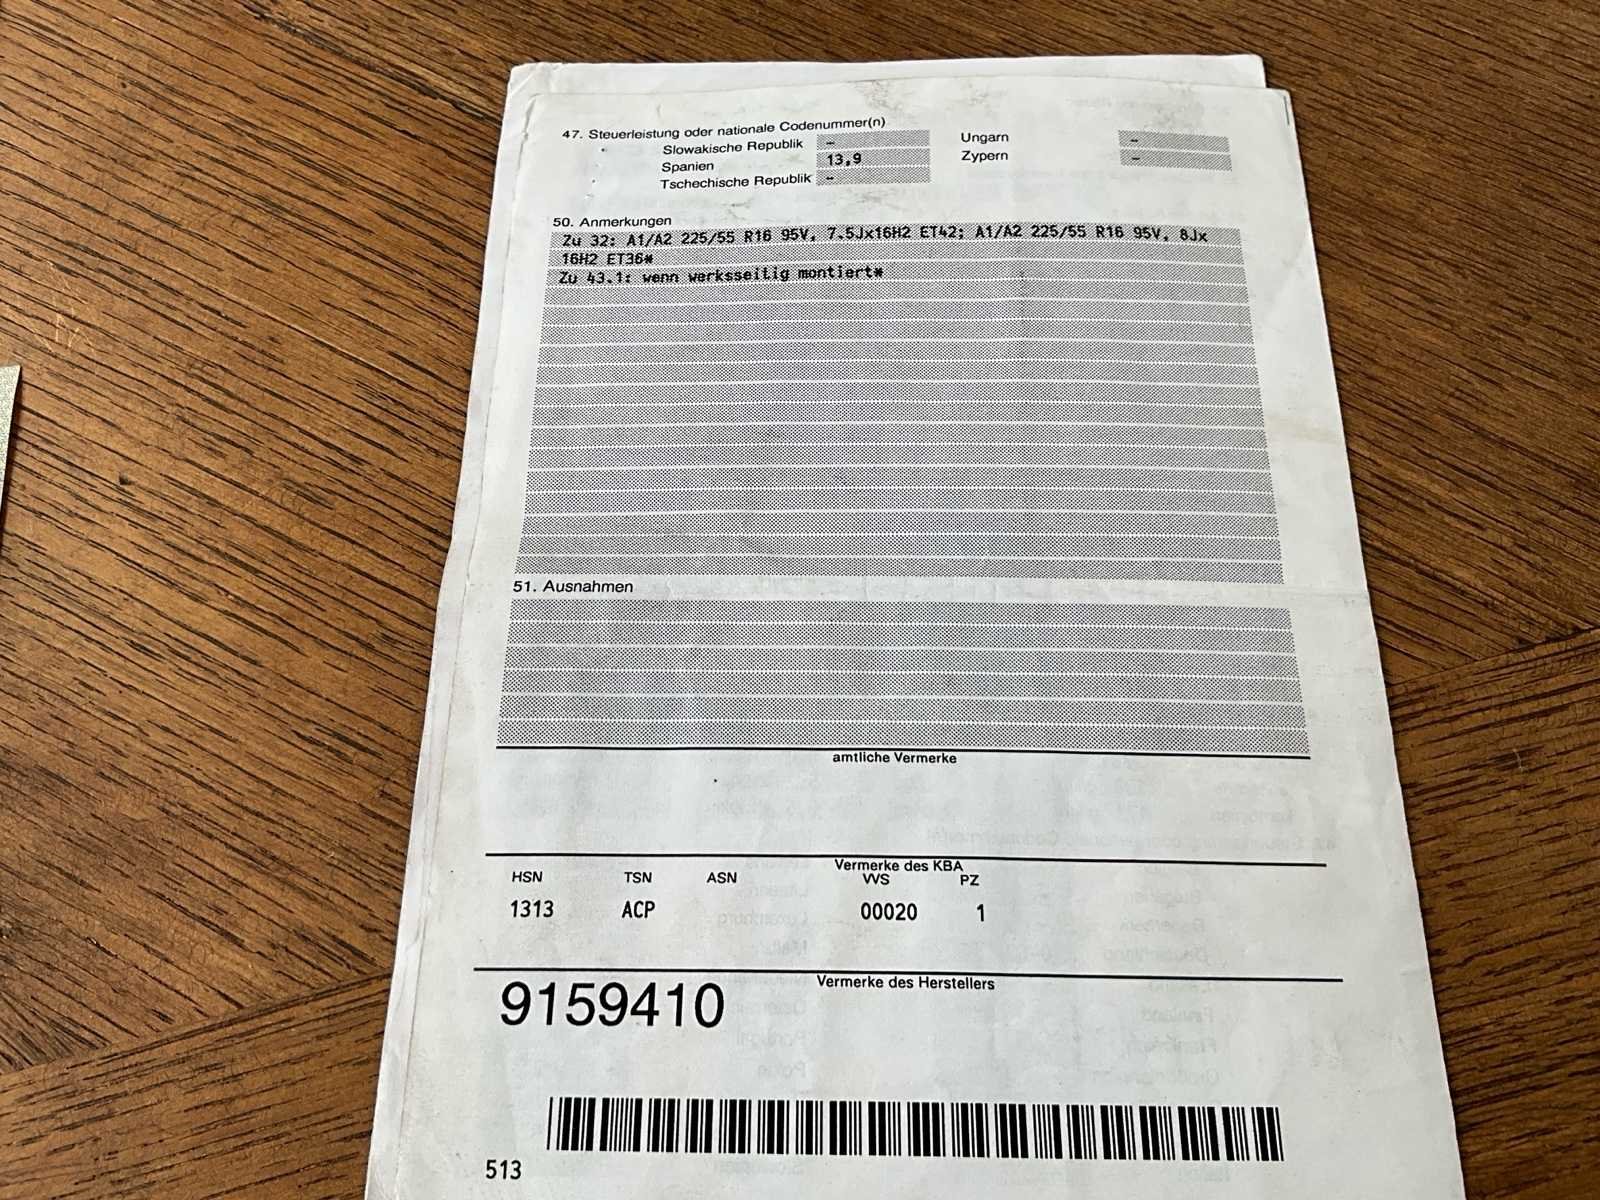 47. Steuerleistung oder nationale Codenummer(n)
Slowakische Republik – Ungarn –
Spanien 13,9 Zypern –
Tschechische Republik –
50. Anmerkungen
Zu 32: A1/A2 225/55 R16 95V, 7.5Jx16H2 ET42; A1/A2 225/55 R16 95V, 8Jx
16H2 ET36*
Zu 43.1: wenn werksseitig montiert*
51. Ausnahmen
amtliche Vermerke
Vermerke des KBA
HSN TSN ASN VVS PZ
1313 ACP 00020 1
Vermerke des Herstellers
9159410
513